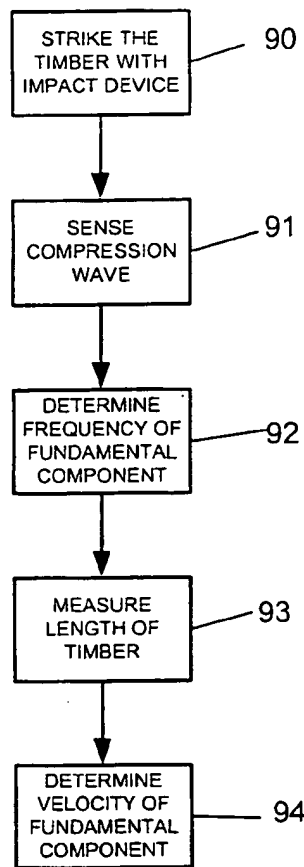 STRIKE THE
TIMBER WITH
IMPACT DEVICE
90
SENSE
COMPRESSION
WAVE
91
DETERMINE
FREQUENCY OF
FUNDAMENTAL
COMPONENT
92
MEASURE
LENGTH OF
TIMBER
93
DETERMINE
VELOCITY OF
FUNDAMENTAL
COMPONENT
94